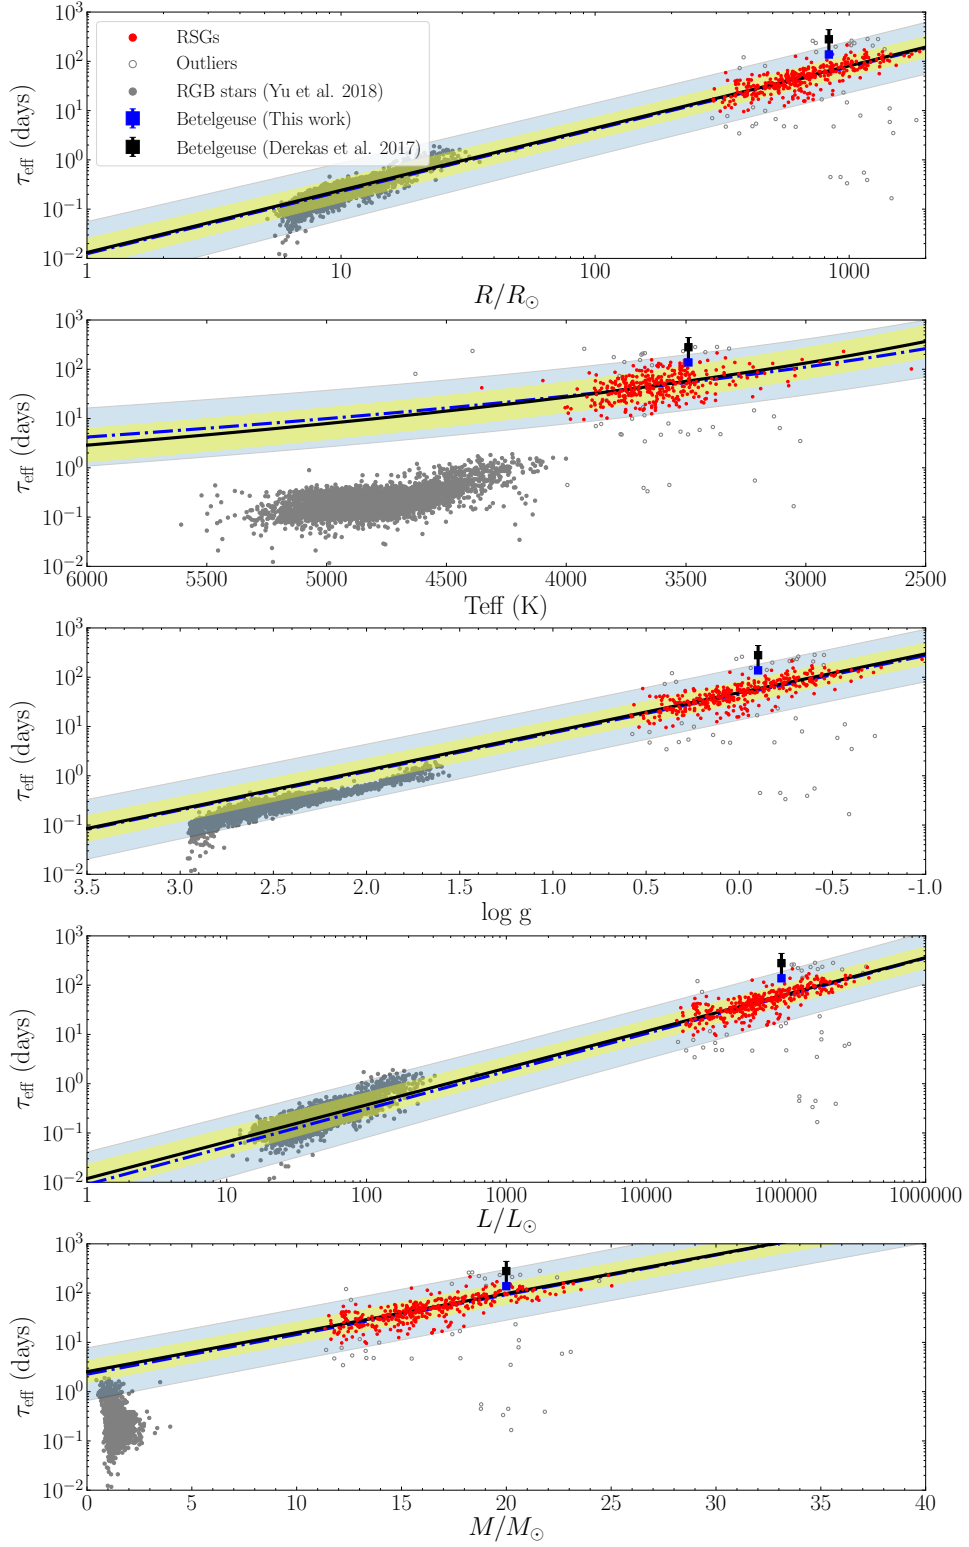 10³
10²
10¹
10⁰
10⁻¹
10⁻²
τ_eff (days)
RSGs
Outliers
RGB stars (Yu et al. 2018)
Betelgeuse (This work)
Betelgeuse (Derekas et al. 2017)
1 10 100 1000
R/R☉
10³
10²
10¹
10⁰
10⁻¹
10⁻²
τ_eff (days)
6000 5500 5000 4500 4000 3500 3000 2500
Teff (K)
10³
10²
10¹
10⁰
10⁻¹
10⁻²
τ_eff (days)
3.5 3.0 2.5 2.0 1.5 1.0 0.5 0.0 -0.5 -1.0
log g
10³
10²
10¹
10⁰
10⁻¹
10⁻²
τ_eff (days)
1 10 100 1000 10000 100000 1000000
L/L☉
10³
10²
10¹
10⁰
10⁻¹
10⁻²
τ_eff (days)
0 5 10 15 20 25 30 35 40
M/M☉